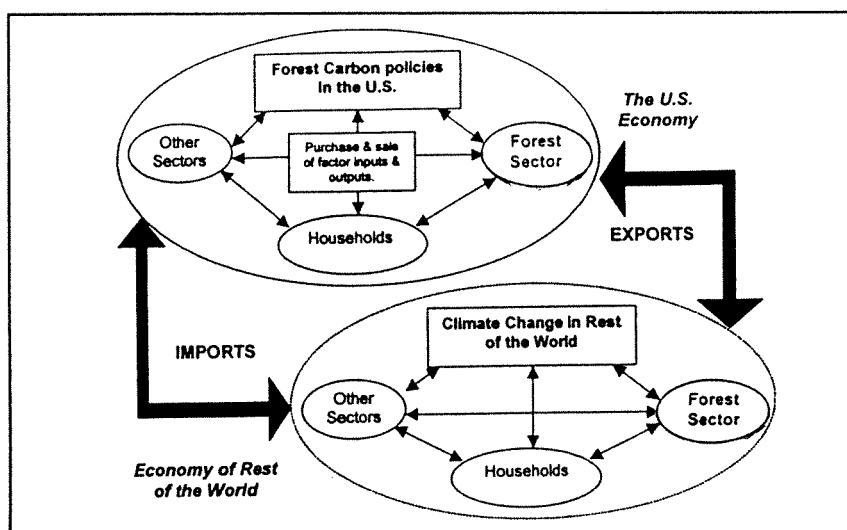 Forest Carbon policies
In the U.S.
The U.S.
Economy
Other
Sectors
Purchase & sale
of factor inputs &
outputs.
Forest
Sector
Households
EXPORTS
IMPORTS
Climate Change in Rest
of the World
Other
Sectors
Forest
Sector
Households
Economy of Rest
of the World